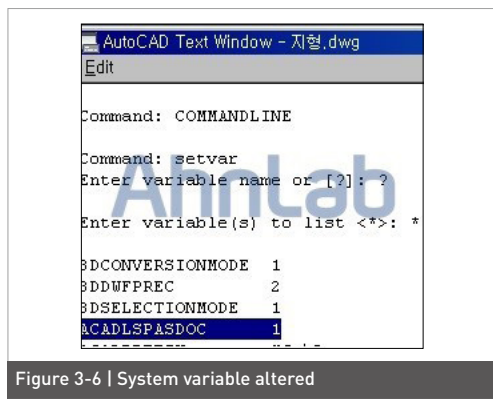 AutoCAD Text Window - 지형.dwg
Edit
Command: COMMANDLINE
Command: setvar
Enter variable name or [?]: ?
AhnLab
Enter variable(s) to list <*>: *
3DCONVERSIONMODE 1
3DDWFPREC 2
3DSELECTIONMODE 1
ACADLSPASDOC 1
Figure 3-6 | System variable altered